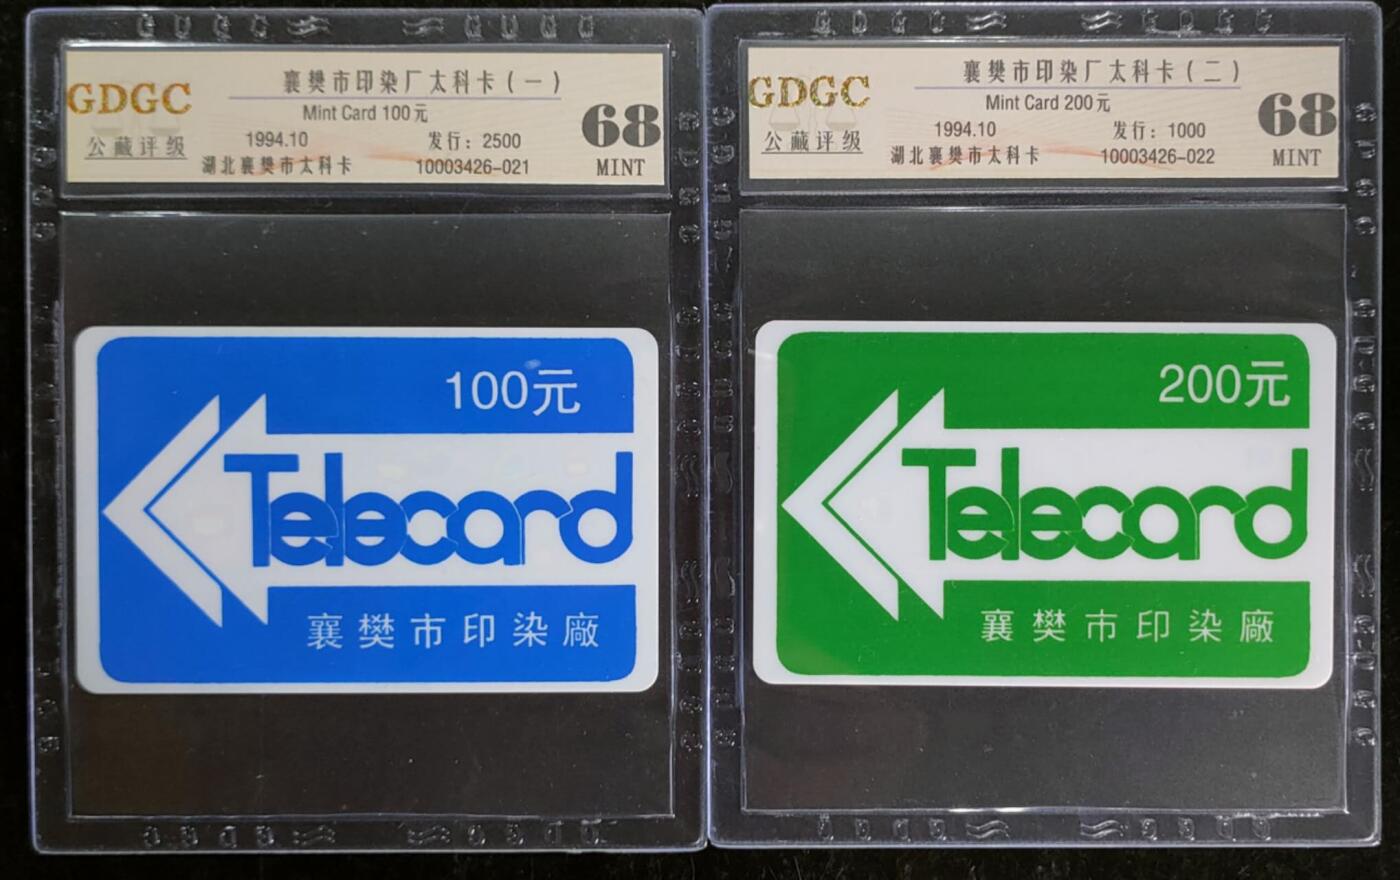 襄樊市印染厂太科卡(一)
GDGC
Mint Card 100元
68
公藏评级
1994.10
发行：2500
湖北襄樊市太科卡
10003426-021
MINT
100元
Telecard
襄樊市印染廠
襄樊市印染厂太科卡(二)
GDGC
Mint Card 200元
68
公藏评级
1994.10
发行：1000
湖北襄樊市太科卡
10003426-022
MINT
200元
Telecard
襄樊市印染廠